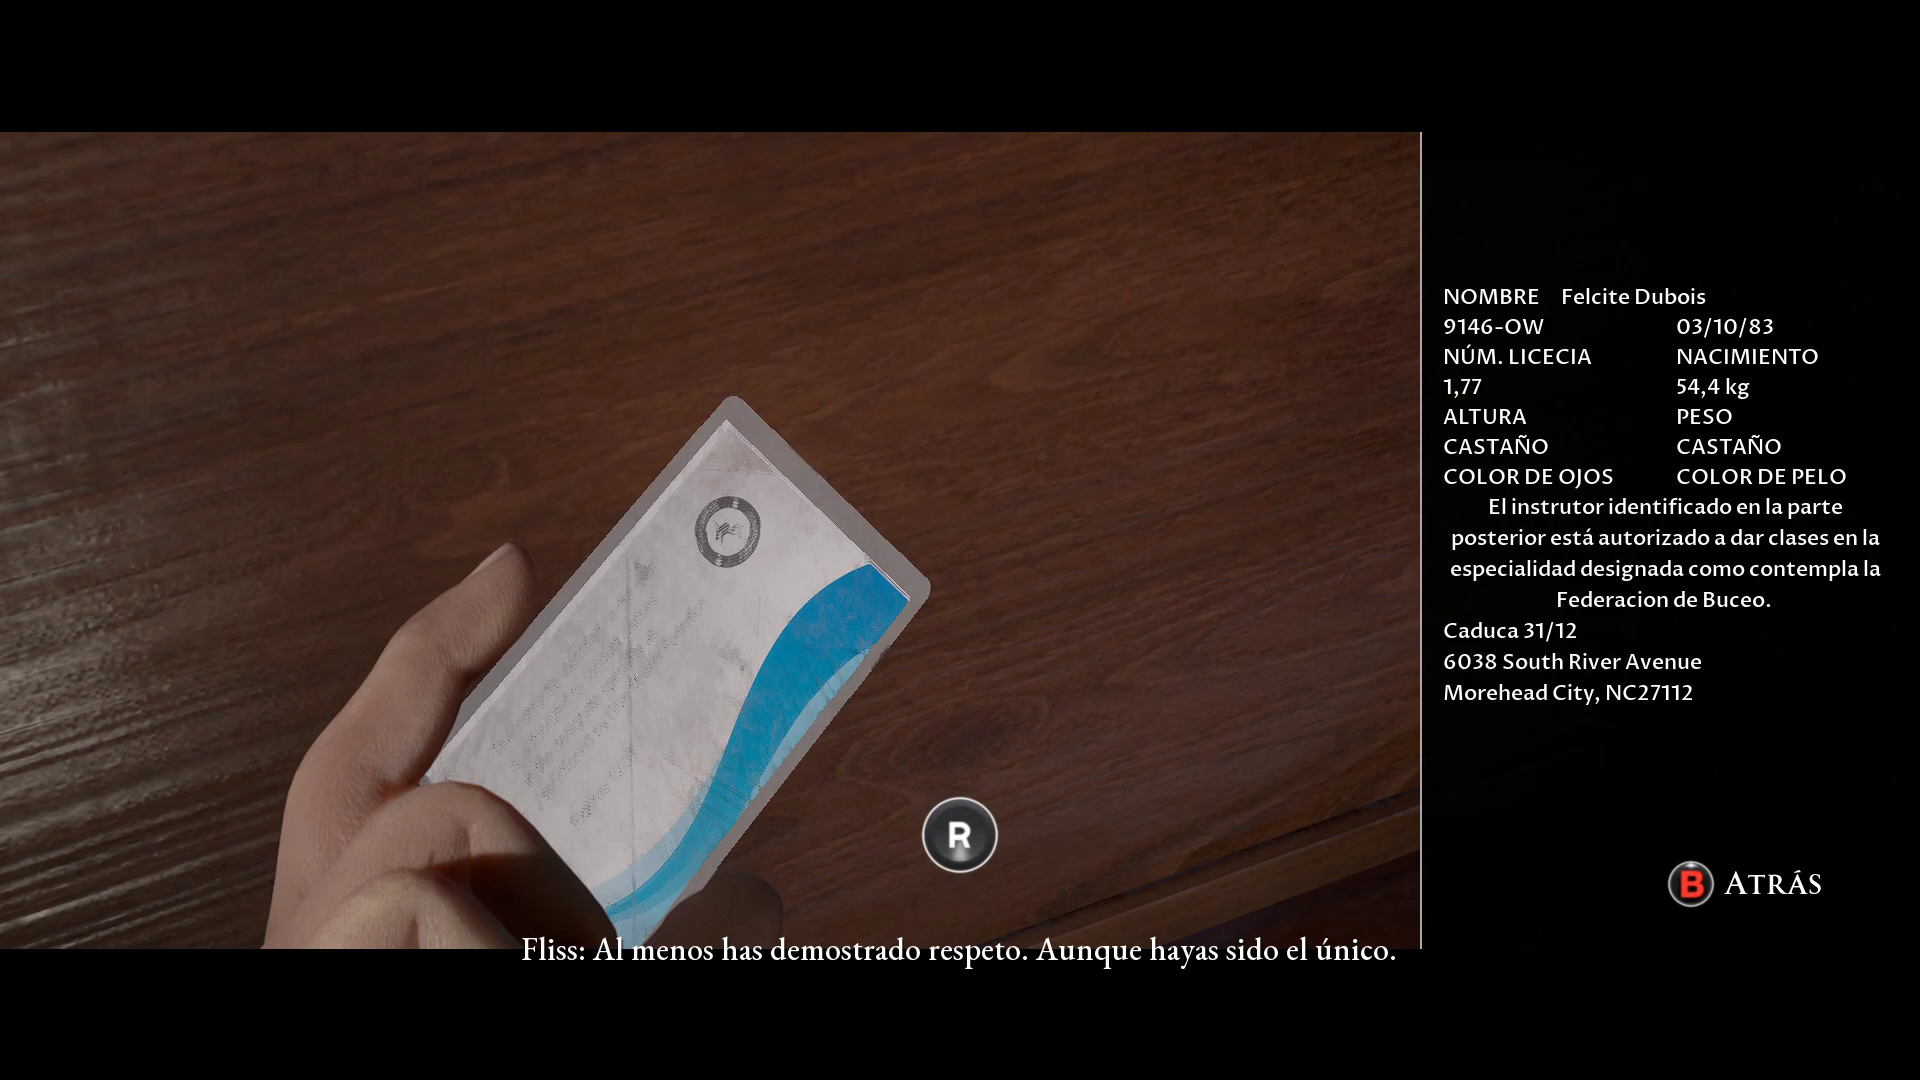 NOMBRE Felcite Dubois
9146-OW 03/10/83
NÚM. LICECIA NACIMIENTO
1,77 54,4 kg
ALTURA PESO
CASTAÑO CASTAÑO
COLOR DE OJOS COLOR DE PELO
El instrutor identificado en la parte
posterior está autorizado a dar clases en la
especialidad designada como contempla la
Federacion de Buceo.
Caduca 31/12
6038 South River Avenue
Morehead City, NC27112
R
B ATRÁS
Fliss: Al menos has demostrado respeto. Aunque hayas sido el único.